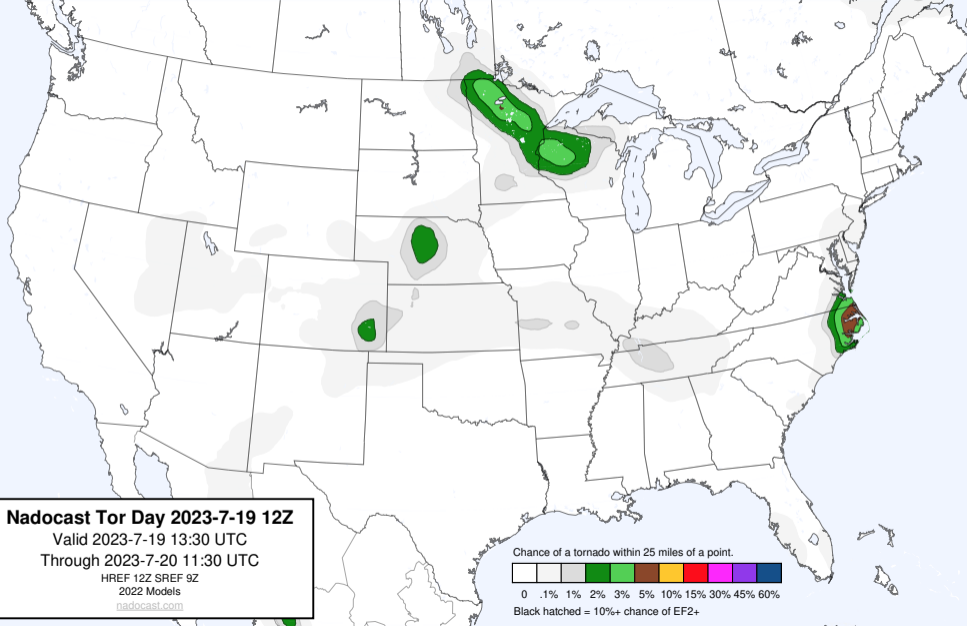 Nadocast Tor Day 2023-7-19 12Z
Valid 2023-7-19 13:30 UTC
Through 2023-7-20 11:30 UTC
HREF 12Z SREF 9Z
2022 Models
nadocast.com
Chance of a tornado within 25 miles of a point.
0 .1% 1% 2% 3% 5% 10% 15% 30% 45% 60%
Black hatched = 10%+ chance of EF2+